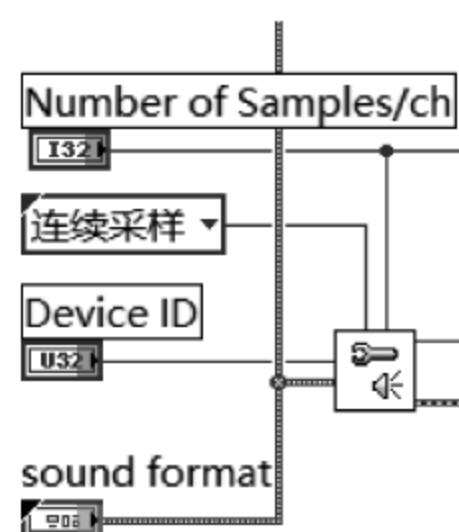 Number of Samples/ch
I32
连续采样
Device ID
U32
sound format